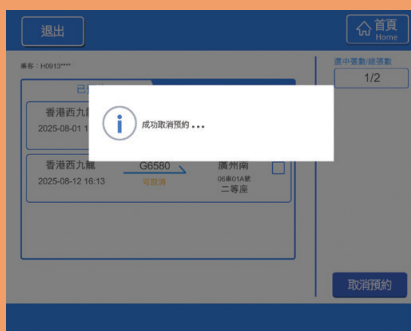 退出
首頁
Home
乘客：H0913****
選中張數/總張數
1/2
香港西九龍
2025-08-01 1
成功取消預約...
香港西九龍
G6580
廣州南
2025-08-12 16:13
可取消
06車01A號
二等座
取消預約